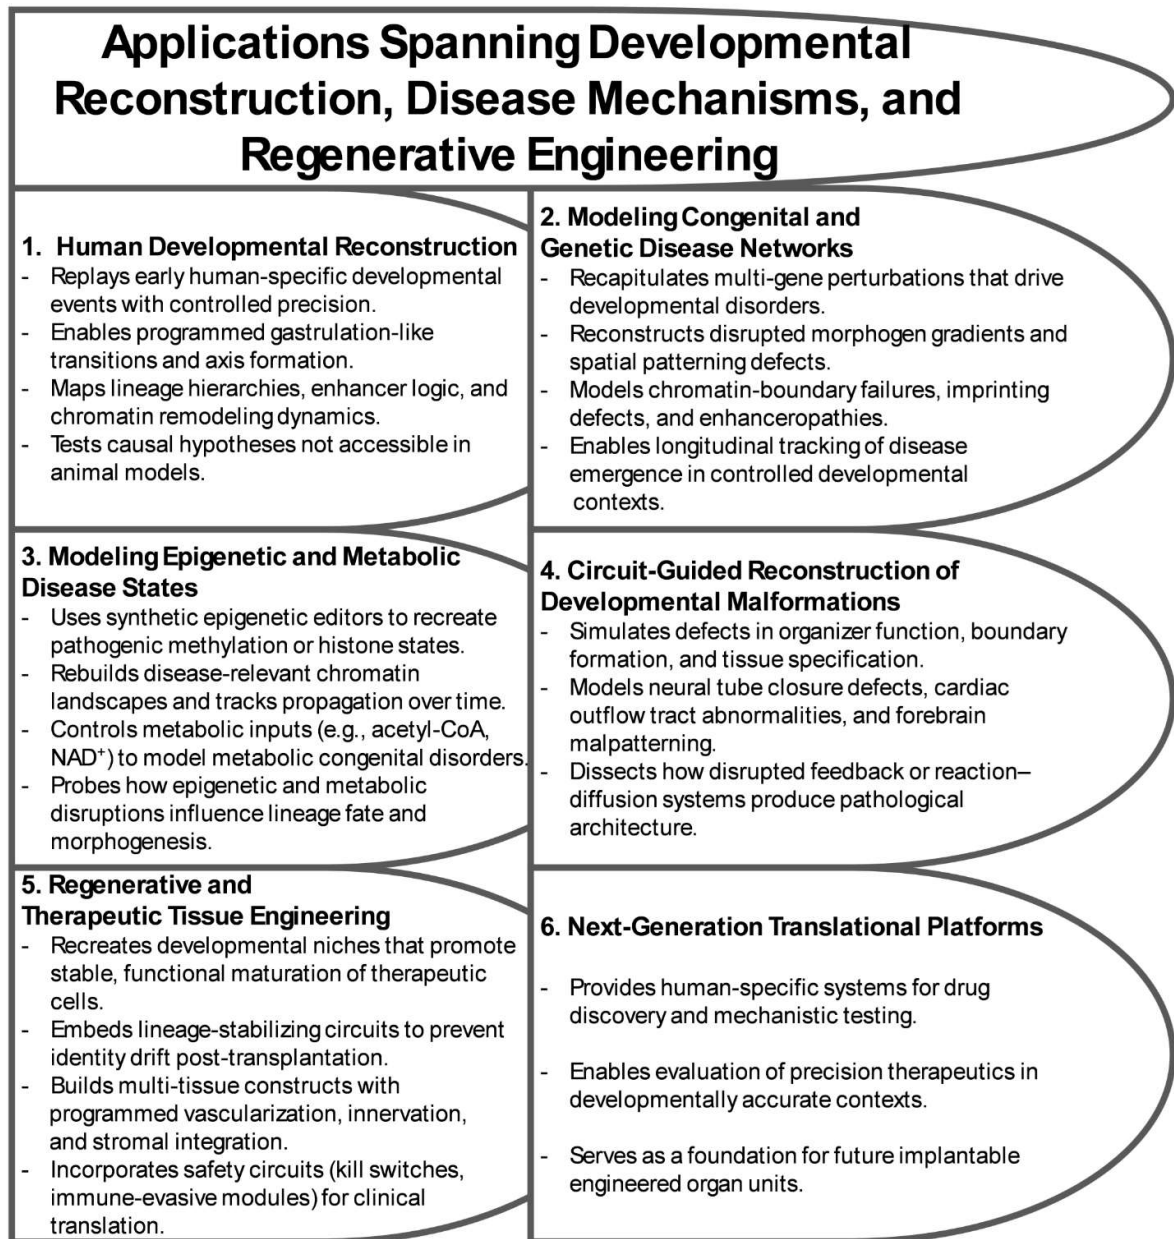 Applications Spanning Developmental
Reconstruction, Disease Mechanisms, and
Regenerative Engineering
1. Human Developmental Reconstruction
- Replays early human-specific developmental
events with controlled precision.
- Enables programmed gastrulation-like
transitions and axis formation.
- Maps lineage hierarchies, enhancer logic, and
chromatin remodeling dynamics.
- Tests causal hypotheses not accessible in
animal models.
2. Modeling Congenital and
Genetic Disease Networks
- Recapitulates multi-gene perturbations that drive
developmental disorders.
- Reconstructs disrupted morphogen gradients and
spatial patterning defects.
- Models chromatin-boundary failures, imprinting
defects, and enhanceropathies.
- Enables longitudinal tracking of disease
emergence in controlled developmental
contexts.
3. Modeling Epigenetic and Metabolic
Disease States
- Uses synthetic epigenetic editors to recreate
pathogenic methylation or histone states.
- Rebuilds disease-relevant chromatin
landscapes and tracks propagation over time.
- Controls metabolic inputs (e.g., acetyl-CoA,
NAD⁺) to model metabolic congenital disorders.
- Probes how epigenetic and metabolic
disruptions influence lineage fate and
morphogenesis.
4. Circuit-Guided Reconstruction of
Developmental Malformations
- Simulates defects in organizer function, boundary
formation, and tissue specification.
- Models neural tube closure defects, cardiac
outflow tract abnormalities, and forebrain
malpatterning.
- Dissects how disrupted feedback or reaction–
diffusion systems produce pathological
architecture.
5. Regenerative and
Therapeutic Tissue Engineering
- Recreates developmental niches that promote
stable, functional maturation of therapeutic
cells.
- Embeds lineage-stabilizing circuits to prevent
identity drift post-transplantation.
- Builds multi-tissue constructs with
programmed vascularization, innervation,
and stromal integration.
- Incorporates safety circuits (kill switches,
immune-evasive modules) for clinical
translation.
6. Next-Generation Translational Platforms
- Provides human-specific systems for drug
discovery and mechanistic testing.
- Enables evaluation of precision therapeutics in
developmentally accurate contexts.
- Serves as a foundation for future implantable
engineered organ units.